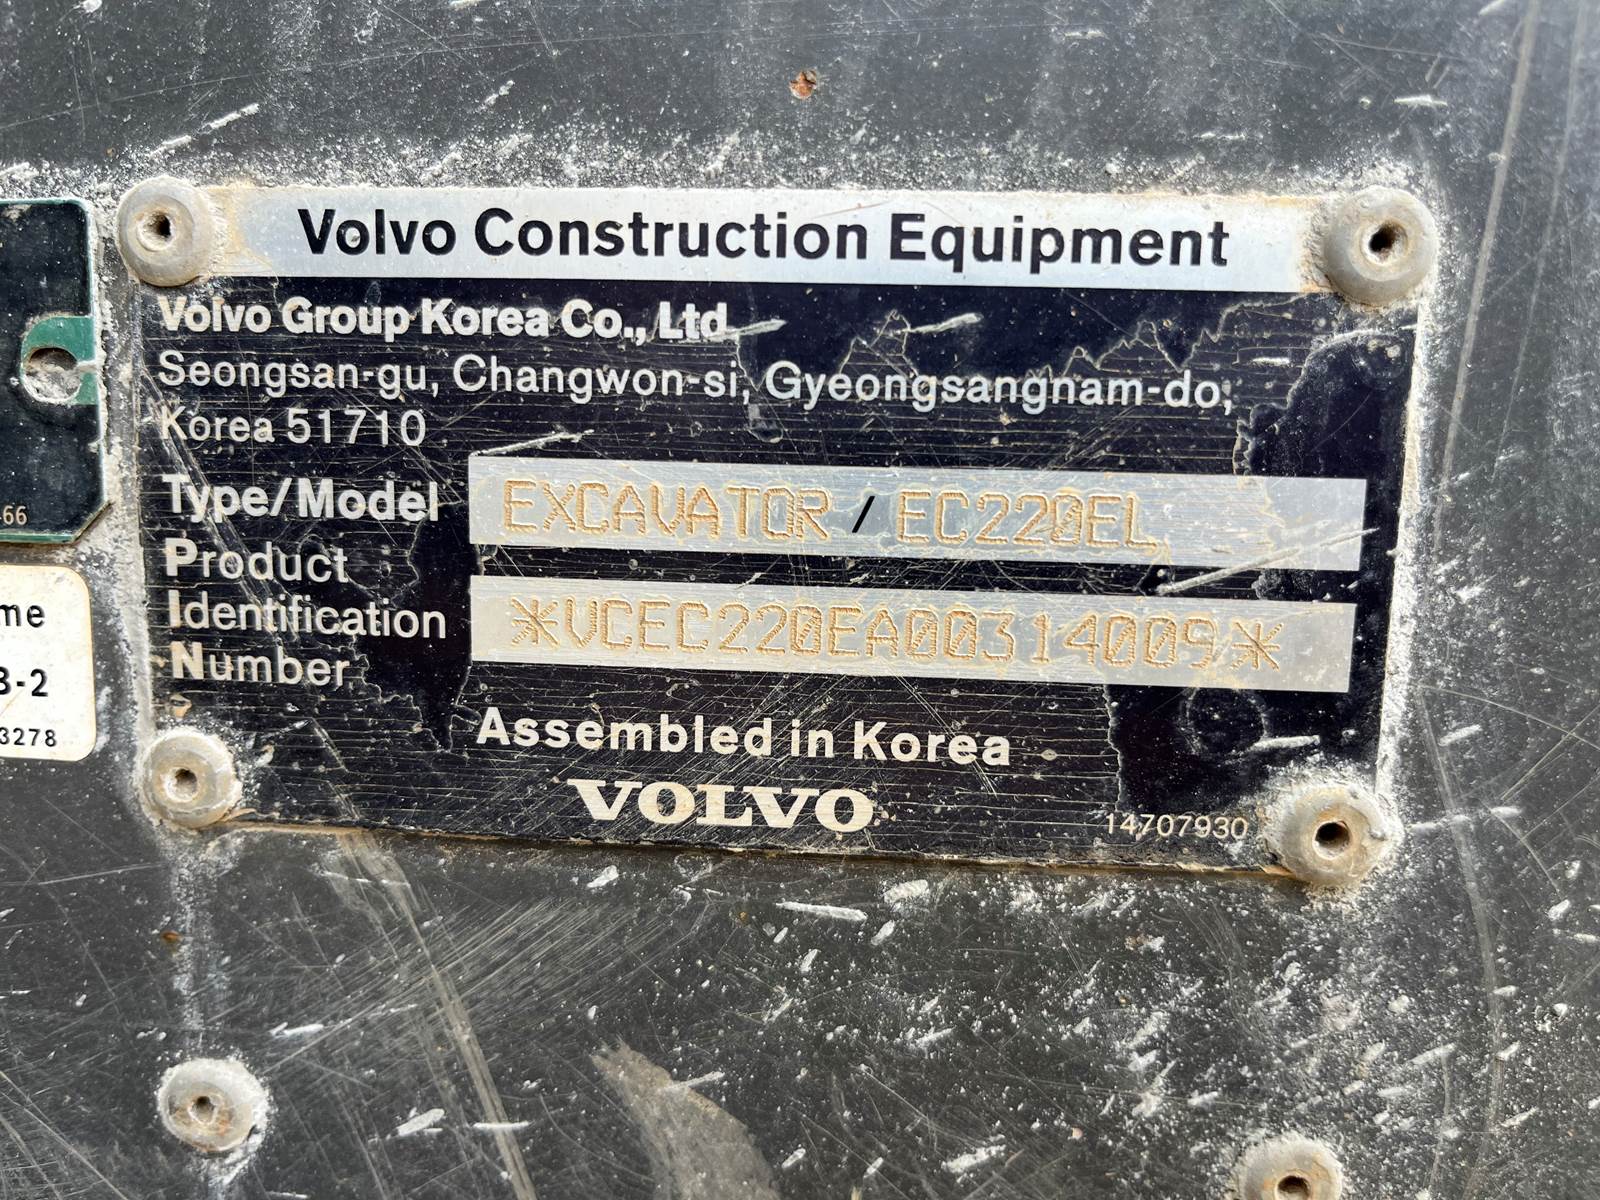 Volvo Construction Equipment
Volvo Group Korea Co., Ltd
Seongsan-gu, Changwon-si, Gyeongsangnam-do,
Korea 51710
Type/Model EXCAVATOR / EC220EL
Product
Identification
Number
*VCEC220EA00314009*
Assembled in Korea
VOLVO
14707930
66
me
3-2
3278